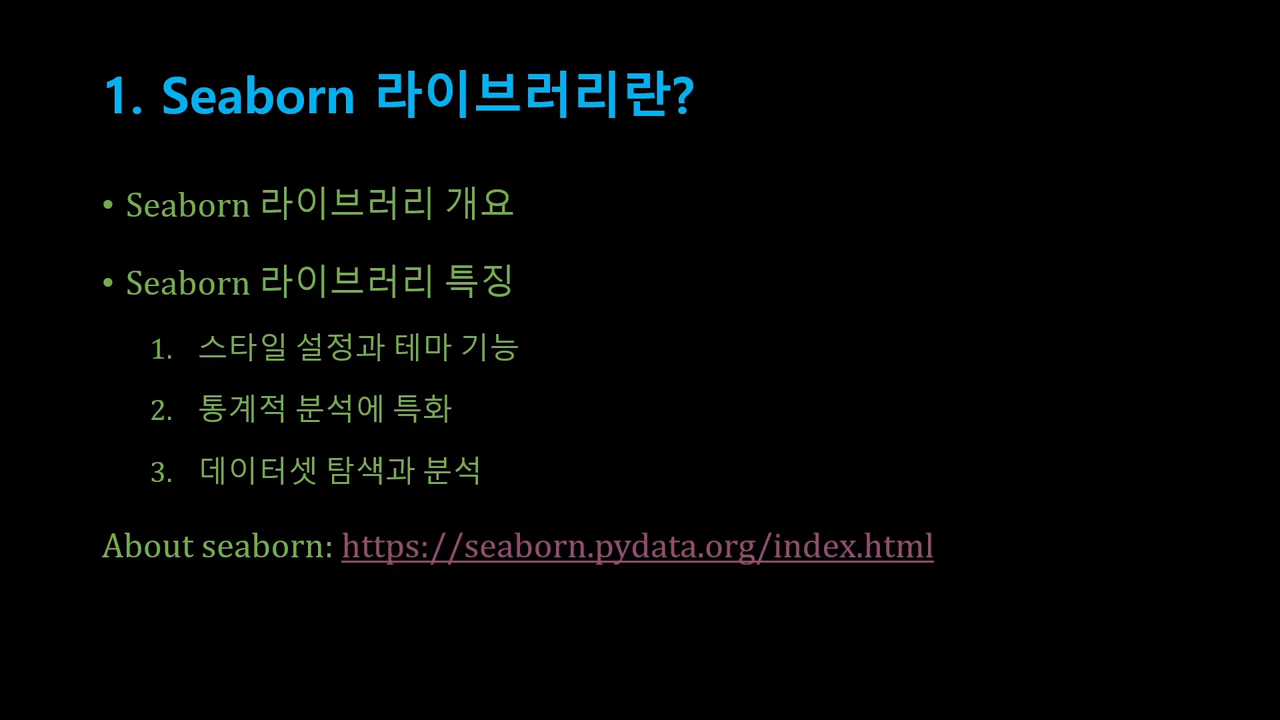 1. Seaborn 라이브러리란?
• Seaborn 라이브러리 개요
• Seaborn 라이브러리 특징
1. 스타일 설정과 테마 기능
2. 통계적 분석에 특화
3. 데이터셋 탐색과 분석
About seaborn: https://seaborn.pydata.org/index.html